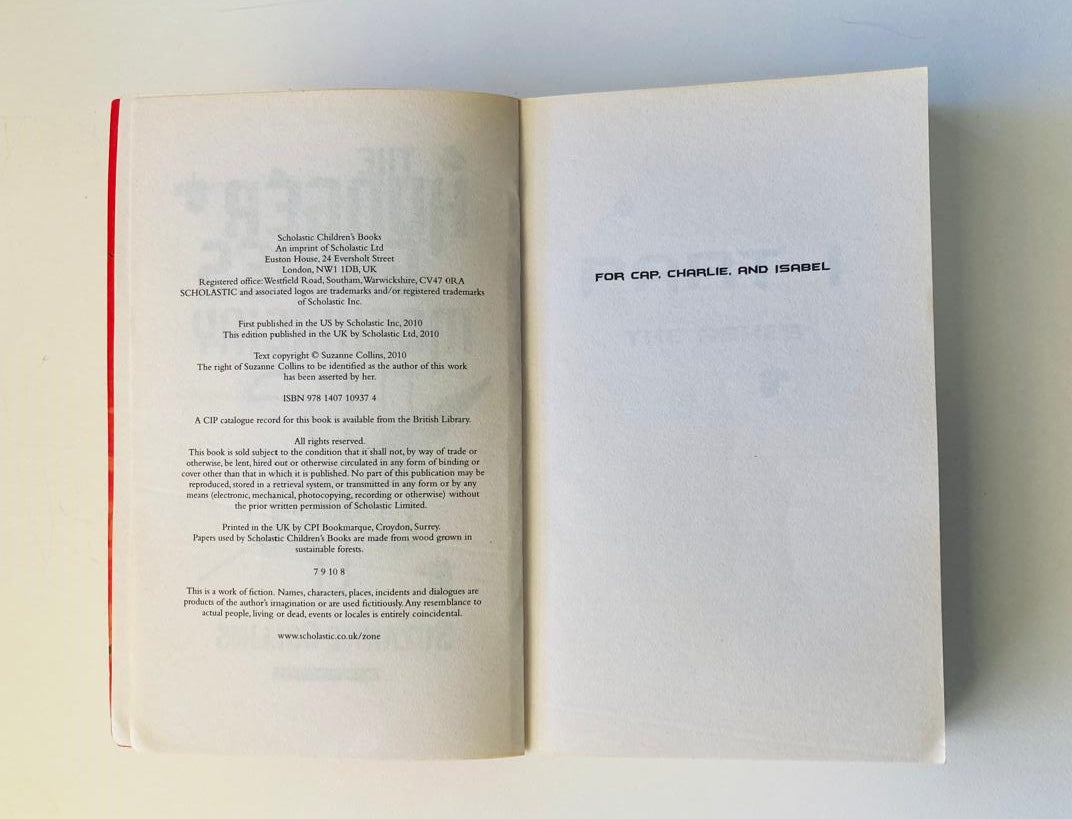 Scholastic Children's Books
An imprint of Scholastic Ltd
Euston House, 24 Eversholt Street
London, NW1 1DB, UK
Registered office: Westfield Road, Southam, Warwickshire, CV47 0RA
SCHOLASTIC and associated logos are trademarks and/or registered trademarks
of Scholastic Inc.
First published in the US by Scholastic Inc, 2010
This edition published in the UK by Scholastic Ltd, 2010
Text copyright © Suzanne Collins, 2010
The right of Suzanne Collins to be identified as the author of this work
has been asserted by her.
ISBN 978 1407 10937 4
A CIP catalogue record for this book is available from the British Library.
All rights reserved.
This book is sold subject to the condition that it shall not, by way of trade or
otherwise, be lent, hired out or otherwise circulated in any form of binding or
cover other than that in which it is published. No part of this publication may be
reproduced, stored in a retrieval system, or transmitted in any form or by any
means (electronic, mechanical, photocopying, recording or otherwise) without
the prior written permission of Scholastic Limited.
Printed in the UK by CPI Bookmarque, Croydon, Surrey.
Papers used by Scholastic Children's Books are made from wood grown in
sustainable forests.
7 9 10 8
This is a work of fiction. Names, characters, places, incidents and dialogues are
products of the author's imagination or are used fictitiously. Any resemblance to
actual people, living or dead, events or locales is entirely coincidental.
www.scholastic.co.uk/zone
FOR CAP, CHARLIE, AND ISABEL